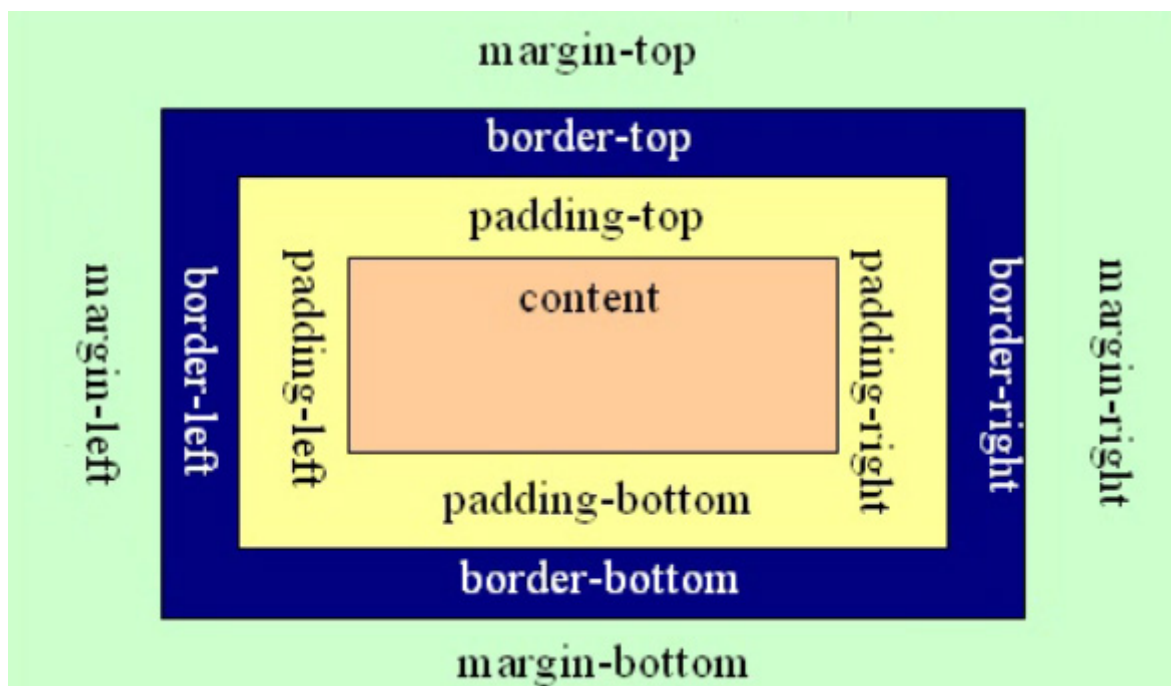 margin-top
border-top
padding-top
margin-left
border-left
padding-left
content
padding-right
border-right
margin-right
padding-bottom
border-bottom
margin-bottom